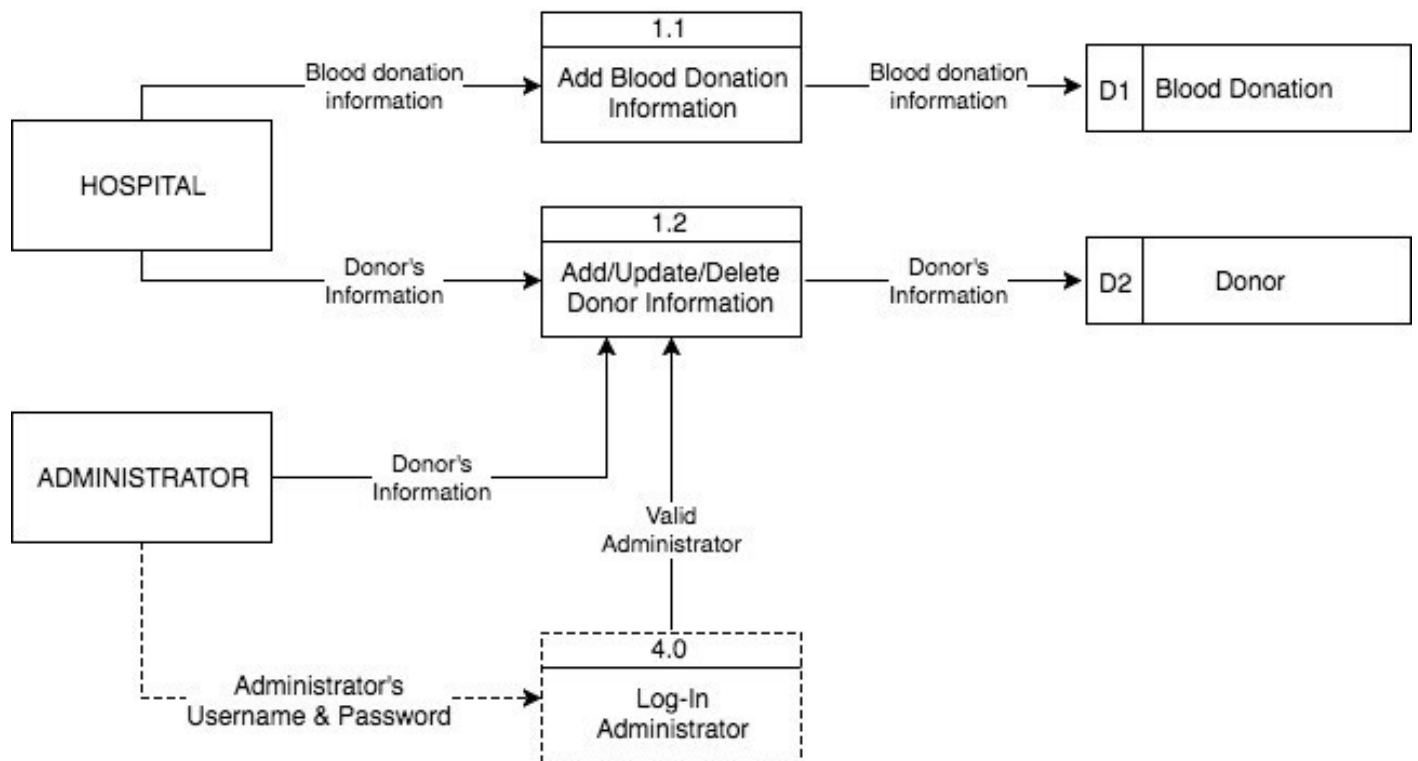 1.1
Blood donation
information
Add Blood Donation
Information
Blood donation
information
D1
Blood Donation
HOSPITAL
1.2
Donor's
Information
Add/Update/Delete
Donor Information
Donor's
Information
D2
Donor
ADMINISTRATOR
Donor's
Information
Valid
Administrator
4.0
Administrator's
Username & Password
Log-In
Administrator